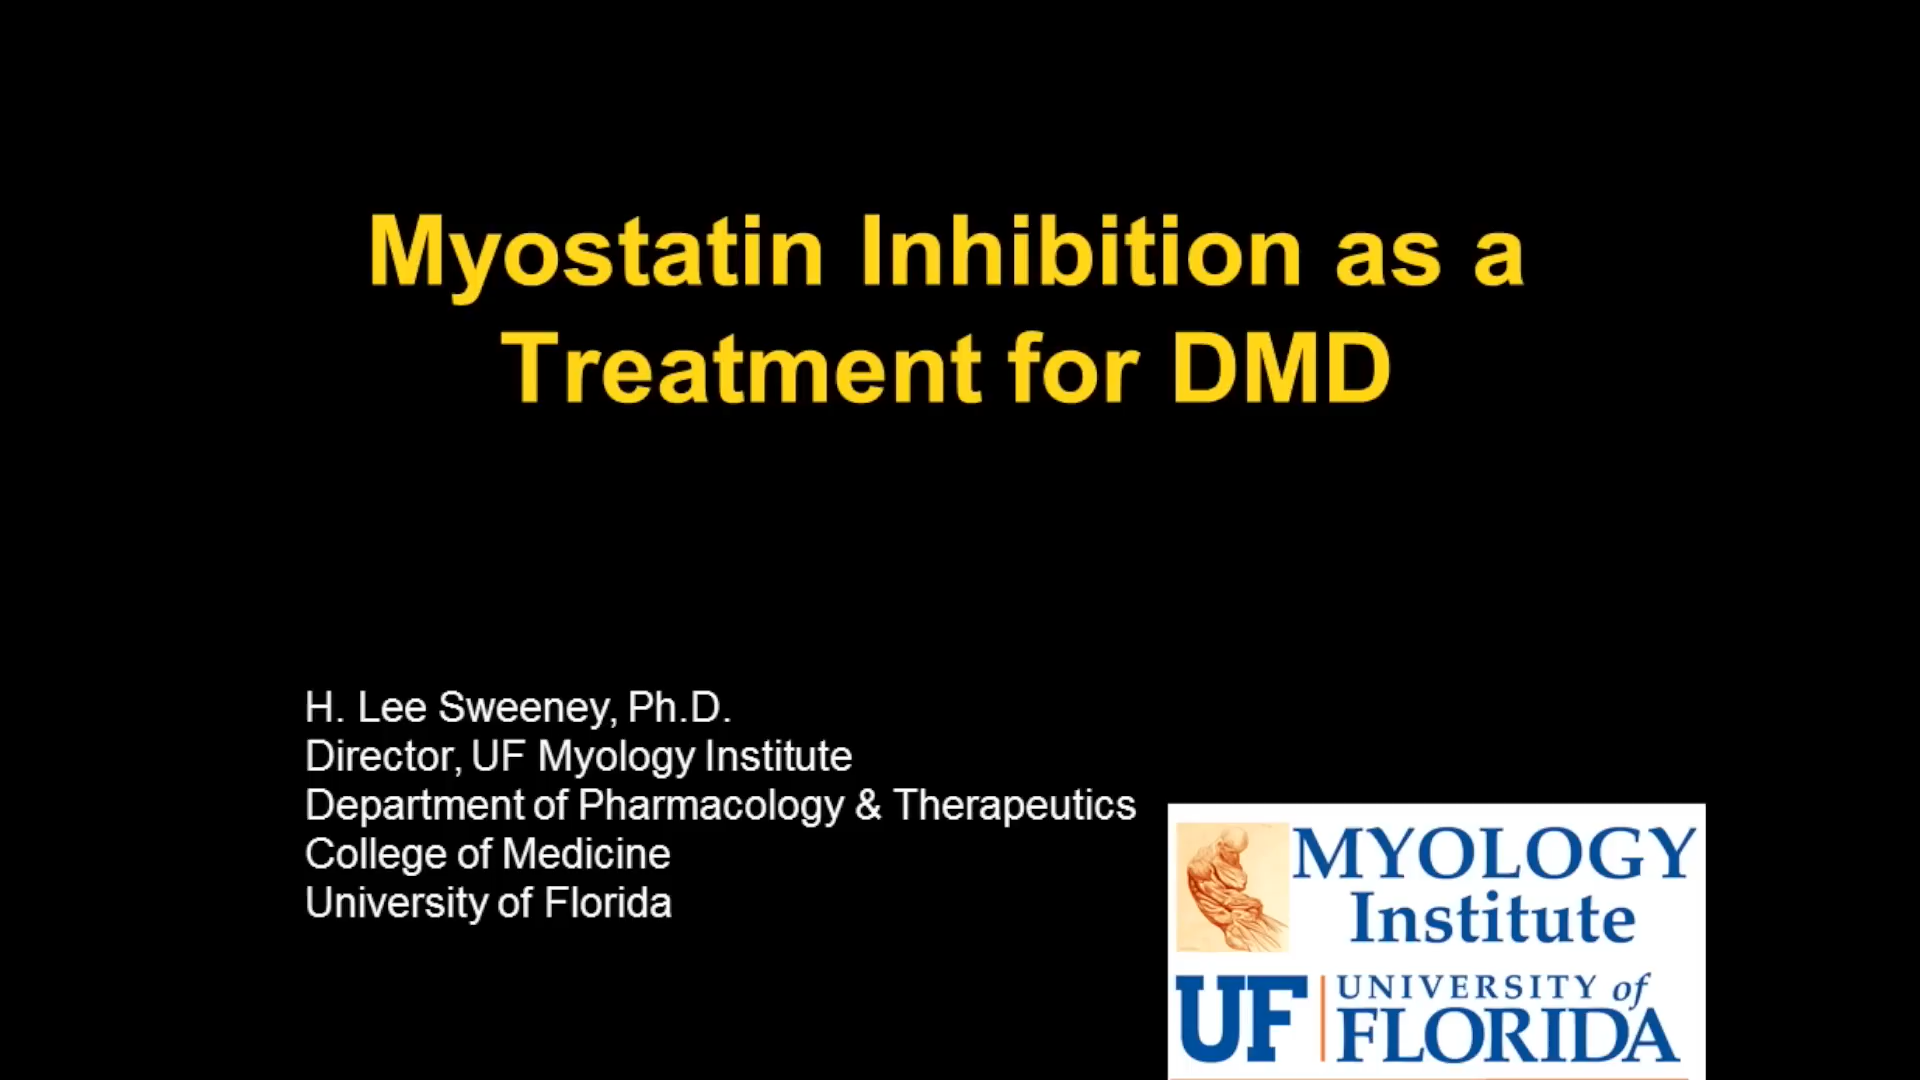 Myostatin Inhibition as a
Treatment for DMD
H. Lee Sweeney, Ph.D.
Director, UF Myology Institute
Department of Pharmacology & Therapeutics
College of Medicine
University of Florida
MYOLOGY
Institute
UF UNIVERSITY of
FLORIDA